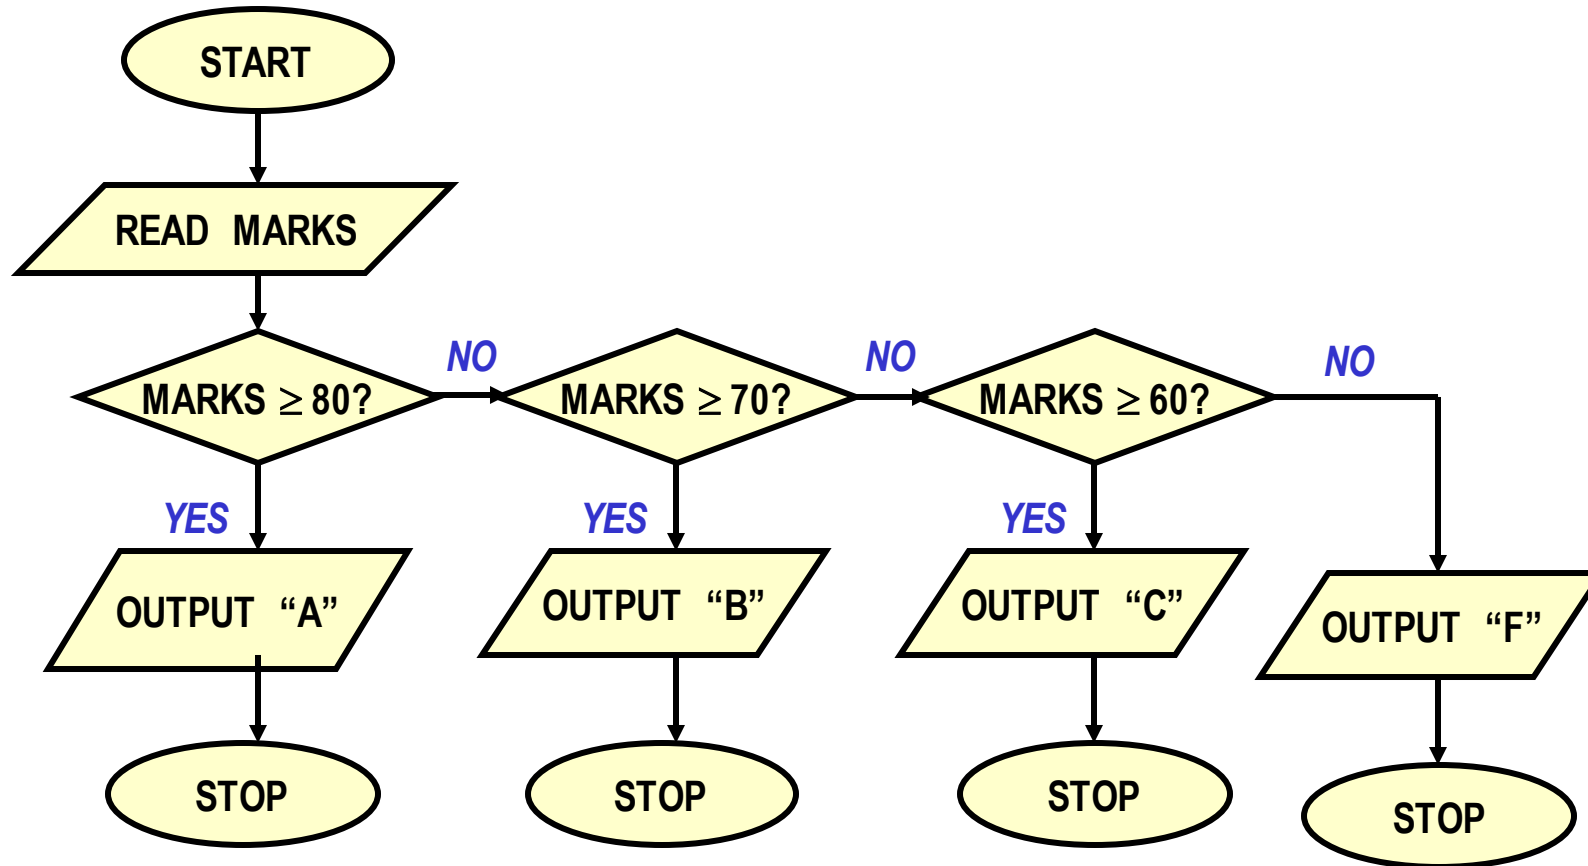 START
READ MARKS
MARKS ≥ 80?
NO
MARKS ≥ 70?
NO
MARKS ≥ 60?
NO
YES
YES
YES
OUTPUT “A”
OUTPUT “B”
OUTPUT “C”
OUTPUT “F”
STOP
STOP
STOP
STOP